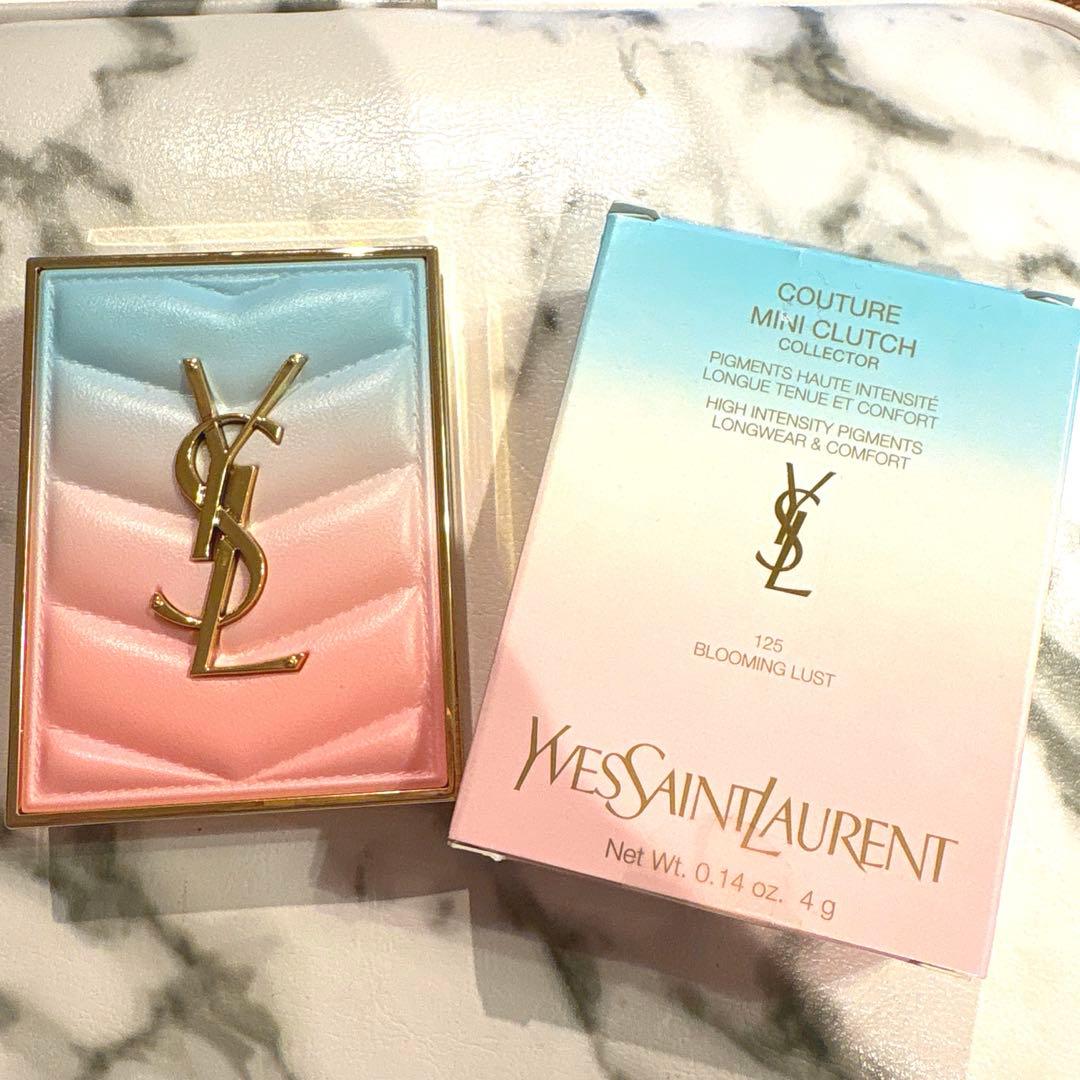 YSL
COUTURE
MINI CLUTCH
COLLECTOR
PIGMENTS HAUTE INTENSITÉ
LONGUE TENUE ET CONFORT
HIGH INTENSITY PIGMENTS
LONGWEAR & COMFORT
YSL
125
BLOOMING LUST
YVESSAINTLAURENT
Net Wt. 0.14 oz. 4 g